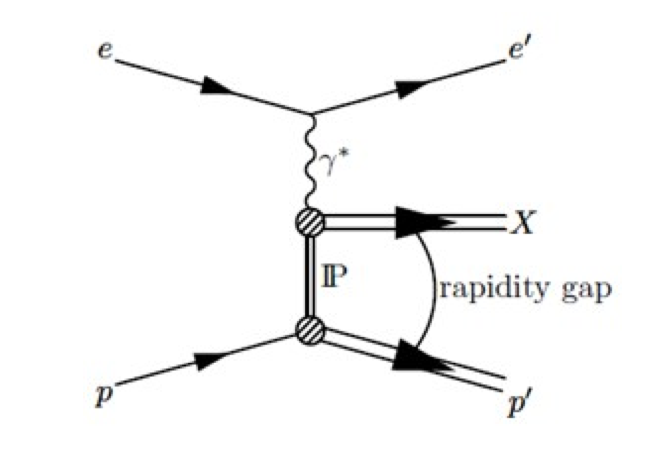 e e′
γ*
X
ℙ
rapidity gap
p p′